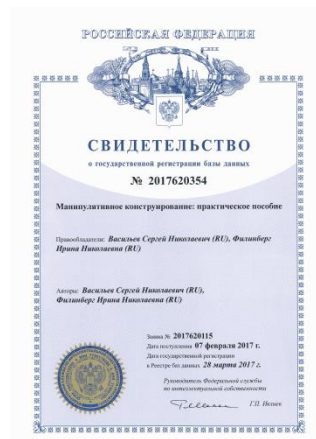 РОССИЙСКАЯ ФЕДЕРАЦИЯ
СВИДЕТЕЛЬСТВО
о государственной регистрации базы данных
№ 2017620354
Манипулятивное конструирование: практическое пособие
Правообладатели: Васильев Сергей Николаевич (RU), Филинберг
Ирина Николаевна (RU)
Авторы: Васильев Сергей Николаевич (RU),
Филинберг Ирина Николаевна (RU)
Заявка № 2017620115
Дата поступления 07 февраля 2017 г.
Дата государственной регистрации
в Реестре баз данных 28 марта 2017 г.
Руководитель Федеральной службы
по интеллектуальной собственности
Г.П. Ивлиев